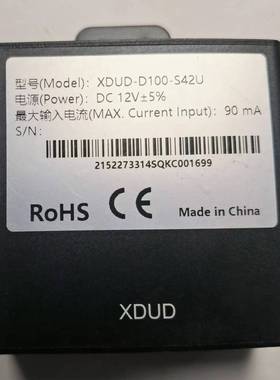 型号(Model): XDUD-D100-S42U
电源(Power): DC 12V±5%
最大输入电流(MAX. Current Input): 90 mA
S/N:
2152273314SQKC001699
RoHS CE Made in China
XDUD